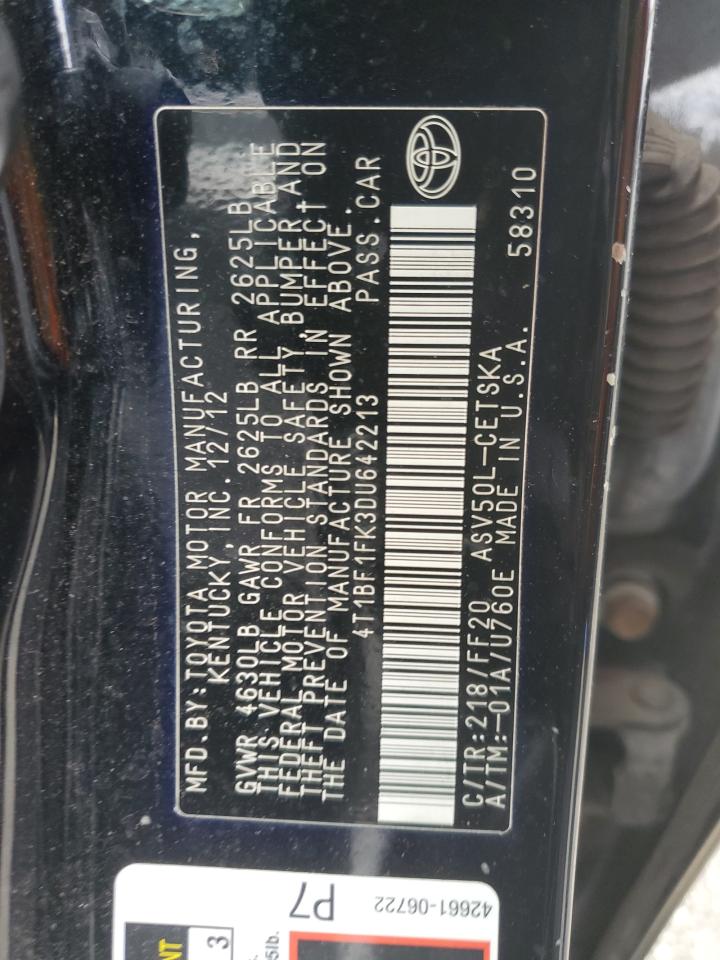 MFD.BY:TOYOTA MOTOR MANUFACTURING,
KENTUCKY, INC. 12/12
GVWR 4630LB GAWR FR 2625LB RR 2625LB
THIS VEHICLE CONFORMS TO ALL APPLICABLE
FEDERAL MOTOR VEHICLE SAFETY, BUMPER, AND
THEFT PREVENTION STANDARDS IN EFFECT ON
THE DATE OF MANUFACTURE SHOWN ABOVE.
4T1BF1FK3DU642213 PASS.CAR
C/TR:218/FF20 ASV50L-CETSKA
A/TM:-01A/U760E MADE IN U.S.A. 58310
P7
42661-06722
3